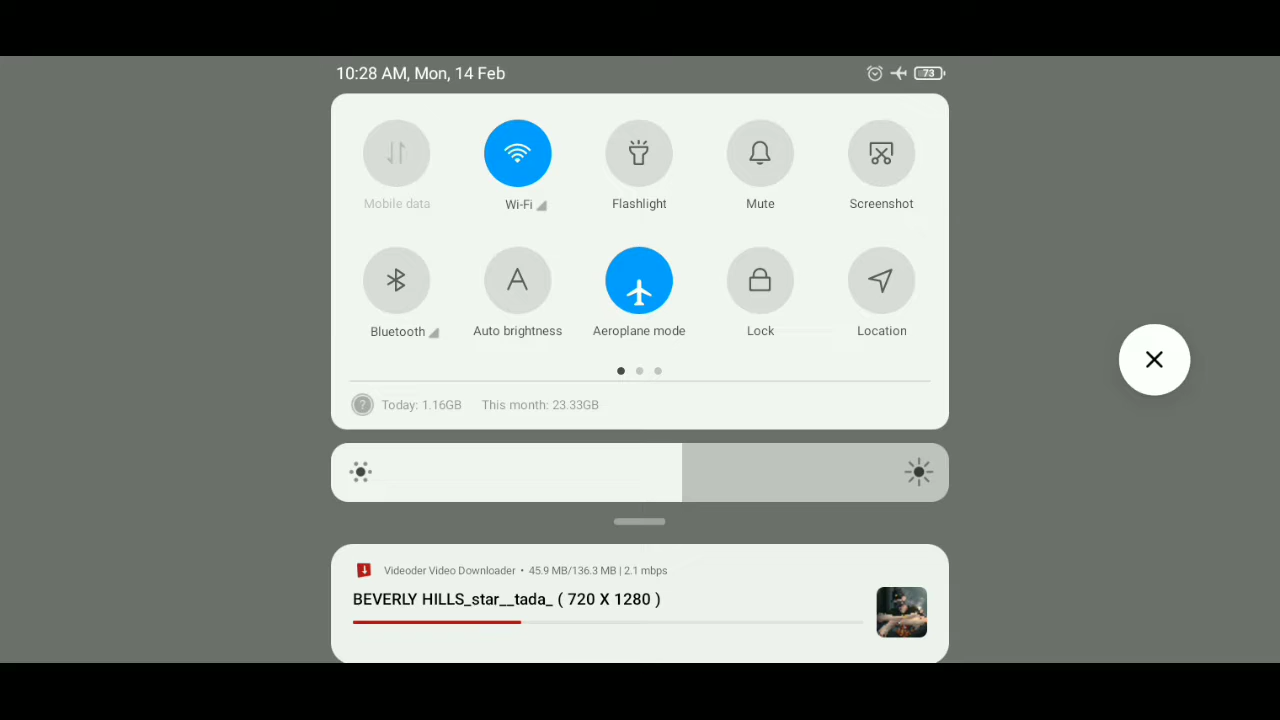 10:28 AM, Mon, 14 Feb
73
Mobile data
Wi-Fi
Flashlight
Mute
Screenshot
Bluetooth
Auto brightness
Aeroplane mode
Lock
Location
? Today: 1.16GB This month: 23.33GB
Videoder Video Downloader • 45.9 MB/136.3 MB | 2.1 mbps
BEVERLY HILLS_star__tada_ ( 720 X 1280 )